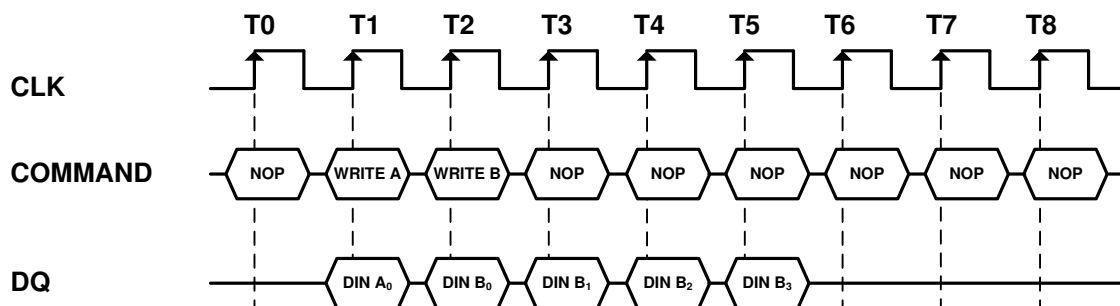 T0 T1 T2 T3 T4 T5 T6 T7 T8
CLK
COMMAND NOP WRITE A WRITE B NOP NOP NOP NOP NOP NOP
DQ DIN A₀ DIN B₀ DIN B₁ DIN B₂ DIN B₃